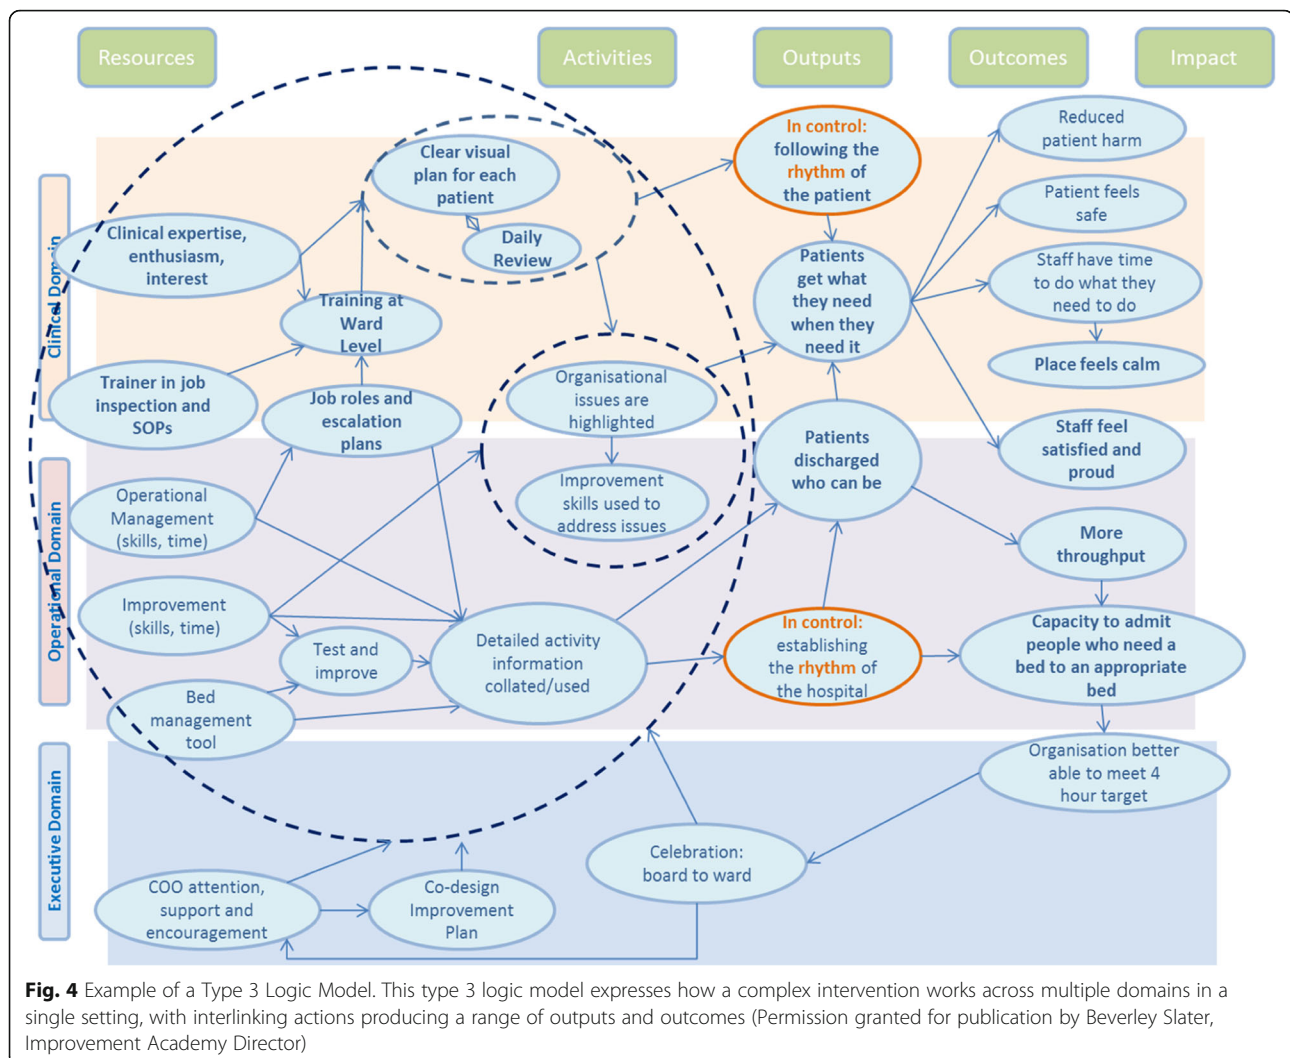 Resources
Activities
Outputs
Outcomes
Impact
Clinical Domain
Operational Domain
Executive Domain
Clear visual
plan for each
patient
Daily
Review
Clinical expertise,
enthusiasm,
interest
Training at
Ward
Level
Trainer in job
inspection and
SOPs
Job roles and
escalation
plans
Organisational
issues are
highlighted
Improvement
skills used to
address issues
Operational
Management
(skills, time)
Improvement
(skills, time)
Test and
improve
Bed
management
tool
Detailed activity
information
collated/used
In control:
following the
rhythm of
the patient
Patients
get what
they need
when they
need it
Patients
discharged
who can be
In control:
establishing
the rhythm of
the hospital
Reduced
patient harm
Patient feels
safe
Staff have time
to do what they
need to do
Place feels calm
Staff feel
satisfied and
proud
More
throughput
Capacity to admit
people who need a
bed to an appropriate
bed
Organisation better
able to meet 4
hour target
Celebration:
board to ward
COO attention,
support and
encouragement
Co-design
Improvement
Plan
Fig. 4 Example of a Type 3 Logic Model. This type 3 logic model expresses how a complex intervention works across multiple domains in a
single setting, with interlinking actions producing a range of outputs and outcomes (Permission granted for publication by Beverley Slater,
Improvement Academy Director)